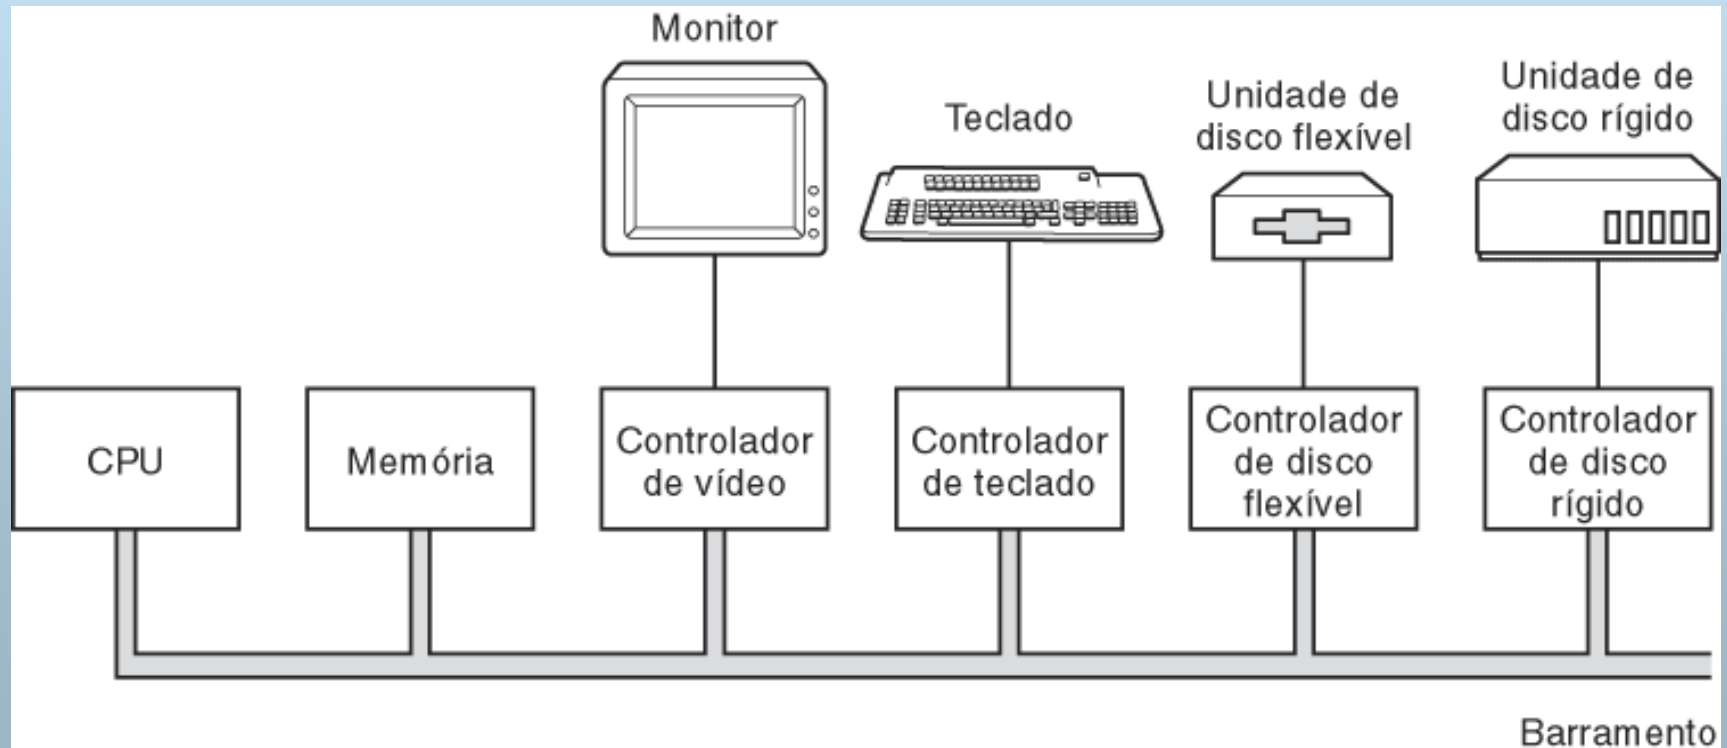 Monitor
Teclado
Unidade de
disco flexível
Unidade de
disco rígido
CPU
Memória
Controlador
de vídeo
Controlador
de teclado
Controlador
de disco
flexível
Controlador
de disco
rígido
Barramento